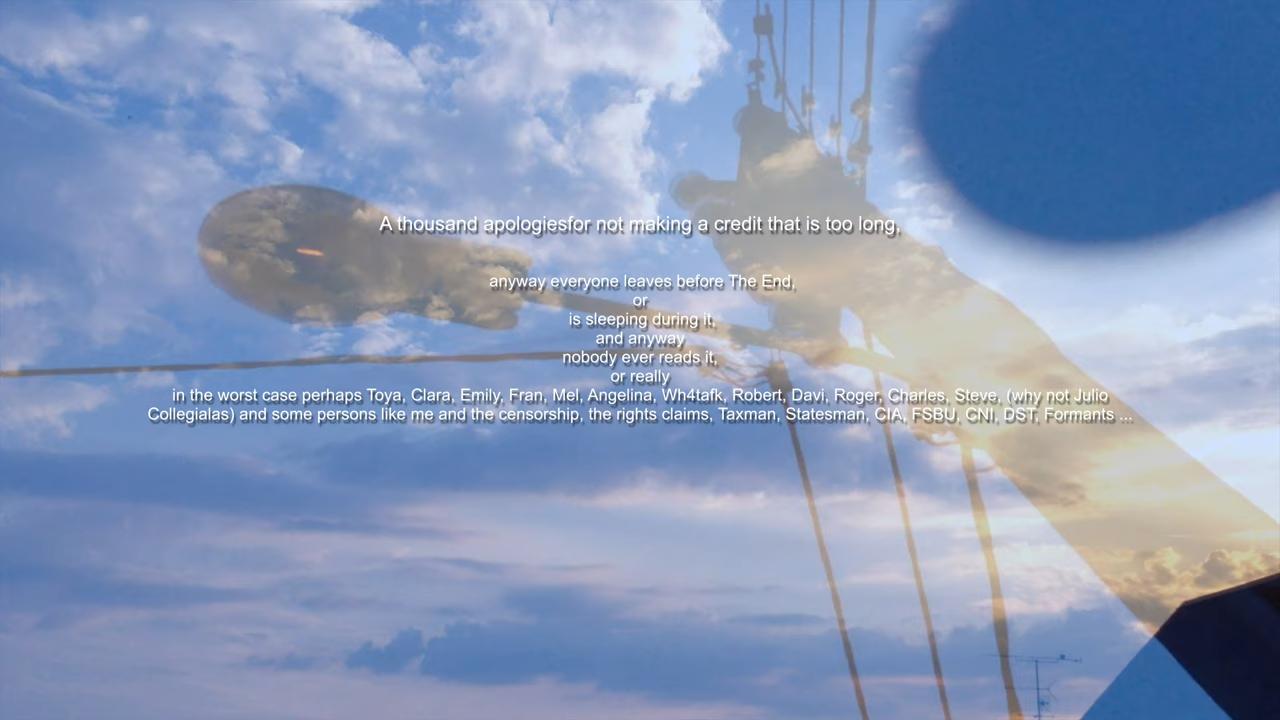 A thousand apologiesfor not making a credit that is too long,
anyway everyone leaves before The End,
or
is sleeping during it,
and anyway
nobody ever reads it,
or really
in the worst case perhaps Toya, Clara, Emily, Fran, Mel, Angelina, Wh4tafk, Robert, Davi, Roger, Charles, Steve, (why not Julio
Collegialas) and some persons like me and the censorship, the rights claims, Taxman, Statesman, CIA, FSBU, CNI, DST, Formants ...